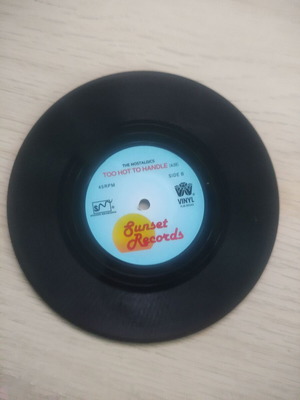 THE NOSTALGICS
TOO HOT TO HANDLE
45RPM
SIDE B
VINYL
Sunset
Records